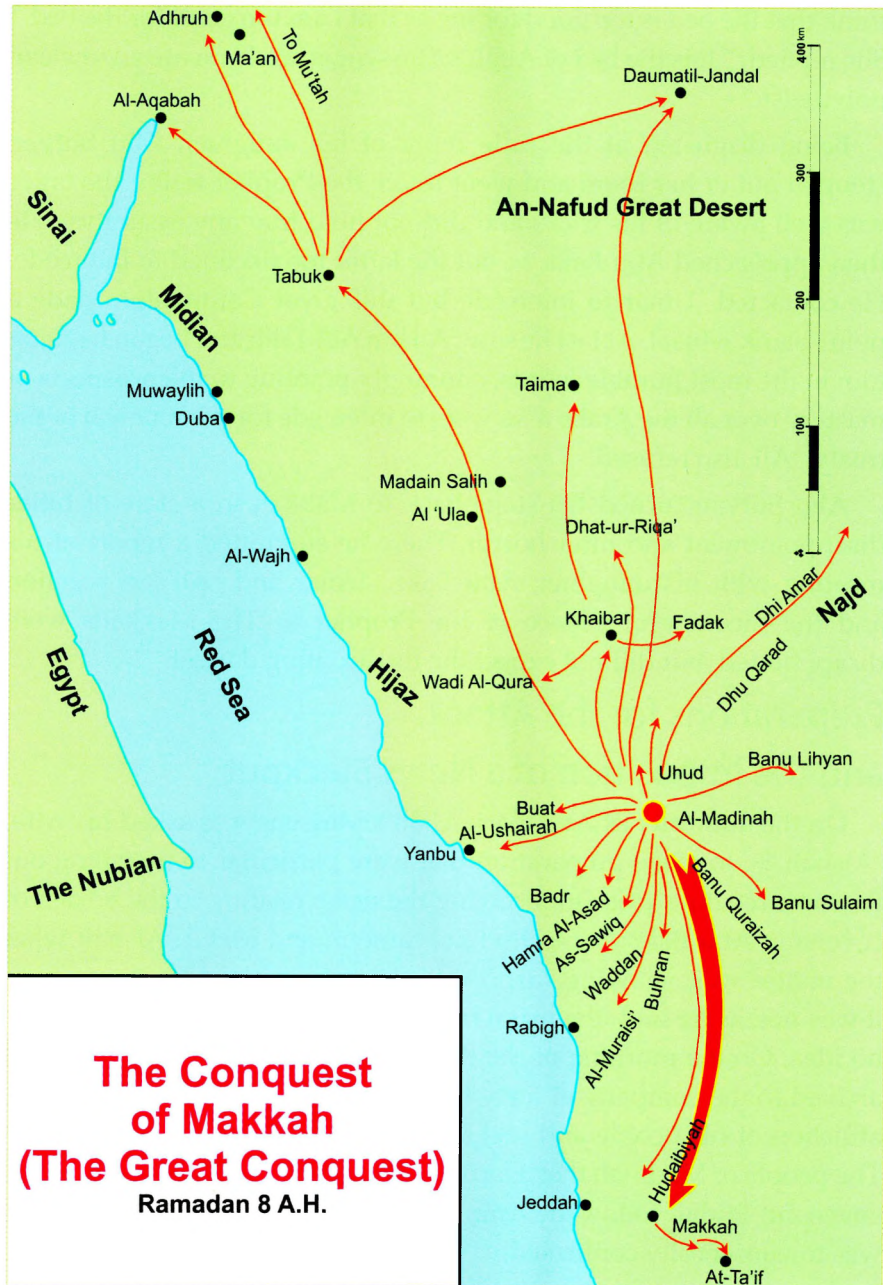 Adhruh
Ma'an
To Mu'tah
Al-Aqabah
Daumatil-Jandal
400 km
Sinai
300
An-Nafud Great Desert
Tabuk
Midian
200
Muwaylih
Duba
Taima
100
Madain Salih
Al 'Ula
Dhat-ur-Riqa'
Al-Wajh
0
Dhi Amar
Najd
Khaibar
Fadak
Dhu Qarad
Red Sea
Egypt
Hijaz
Wadi Al-Qura
Uhud
Banu Lihyan
Buat
Al-Madinah
Al-Ushairah
Yanbu
The Nubian
Badr
Banu Quraizah
Banu Sulaim
Hamra Al-Asad
As-Sawiq
Waddan
Buhran
Al-Muraisi'
Rabigh
Hudaibiyah
Jeddah
Makkah
At-Ta'if
The Conquest
of Makkah
(The Great Conquest)
Ramadan 8 A.H.